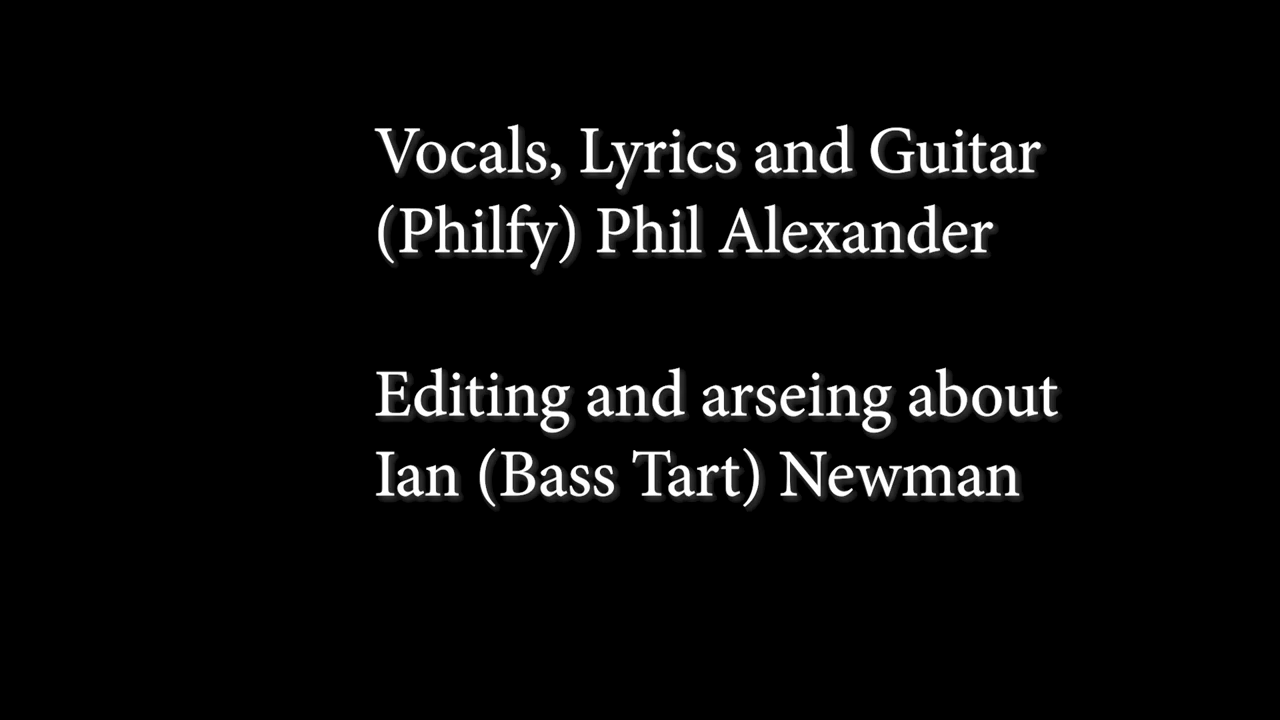 Vocals, Lyrics and Guitar
(Philfy) Phil Alexander
Editing and arseing about
Ian (Bass Tart) Newman